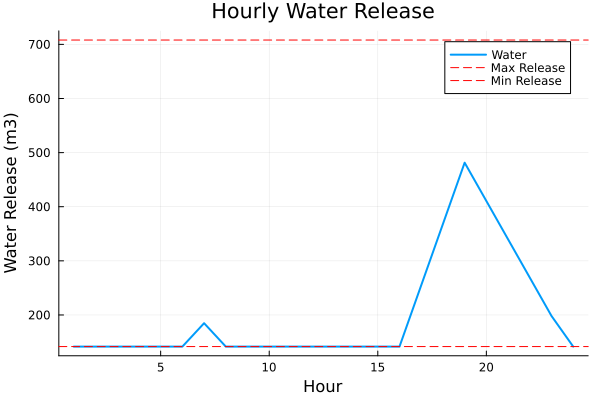 Hourly Water Release
Water
Max Release
Min Release
700
600
500
400
300
200
Water Release (m3)
5
10
15
20
Hour